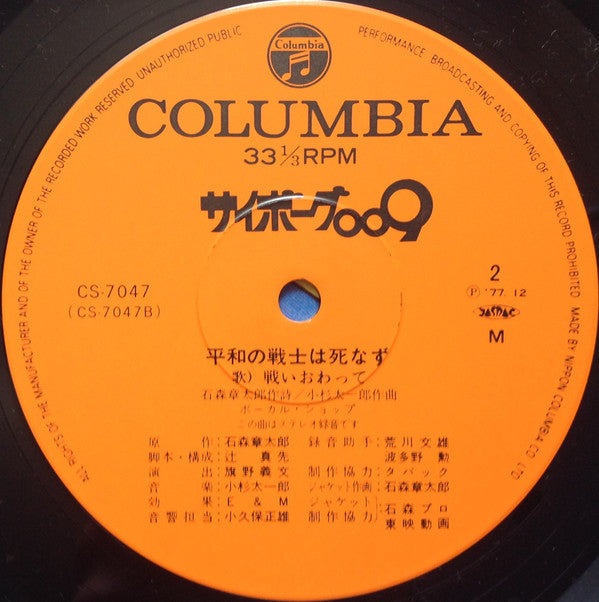 ALL RIGHTS OF THE MANUFACTURER AND OF THE OWNER OF THE RECORDED WORK RESERVED UNAUTHORIZED PUBLIC PERFORMANCE, BROADCASTING AND COPYING OF THIS RECORD PROHIBITED MADE BY NIPPON COLUMBIA CO LTD
Columbia
COLUMBIA
33 1/3 RPM
サイボーグ009
CS-7047
(CS-7047B)
2
Ⓟ '77.12
JASRAC
M
平和の戦士は死なず
歌) 戦いおわって
石森章太郎作詩/小杉太一郎作曲
ボーカル・ショップ
この曲はステレオ録音です
原作:石森章太郎 録音助手:荒川文雄
脚本・構成:辻真先 波多野勲
演出:旗野義文 制作協力:タバック
音楽:小杉太一郎 ジャケット作画:石森章太郎
効果:E&M ジャケット制作協力:石森プロ
音響担当:小久保正雄 東映動画